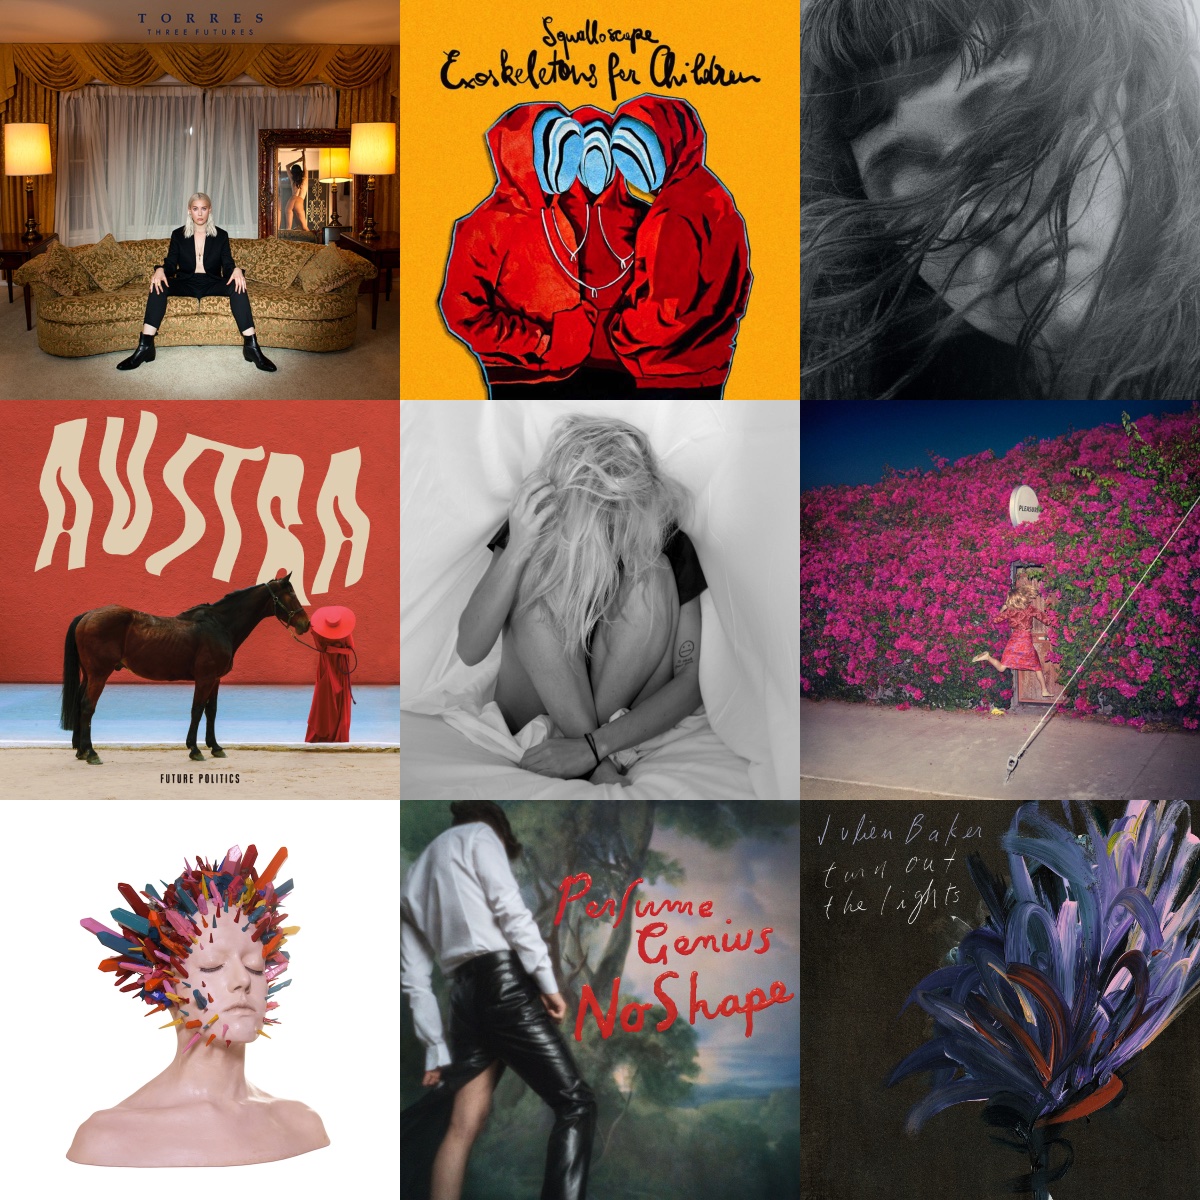 TORRES
THREE FUTURES
Squalloscope
Exoskeletons for Children
AUSTRA
FUTURE POLITICS
PLEASURE
Perfume
Genius
No Shape
Julien Baker
turn out
the lights